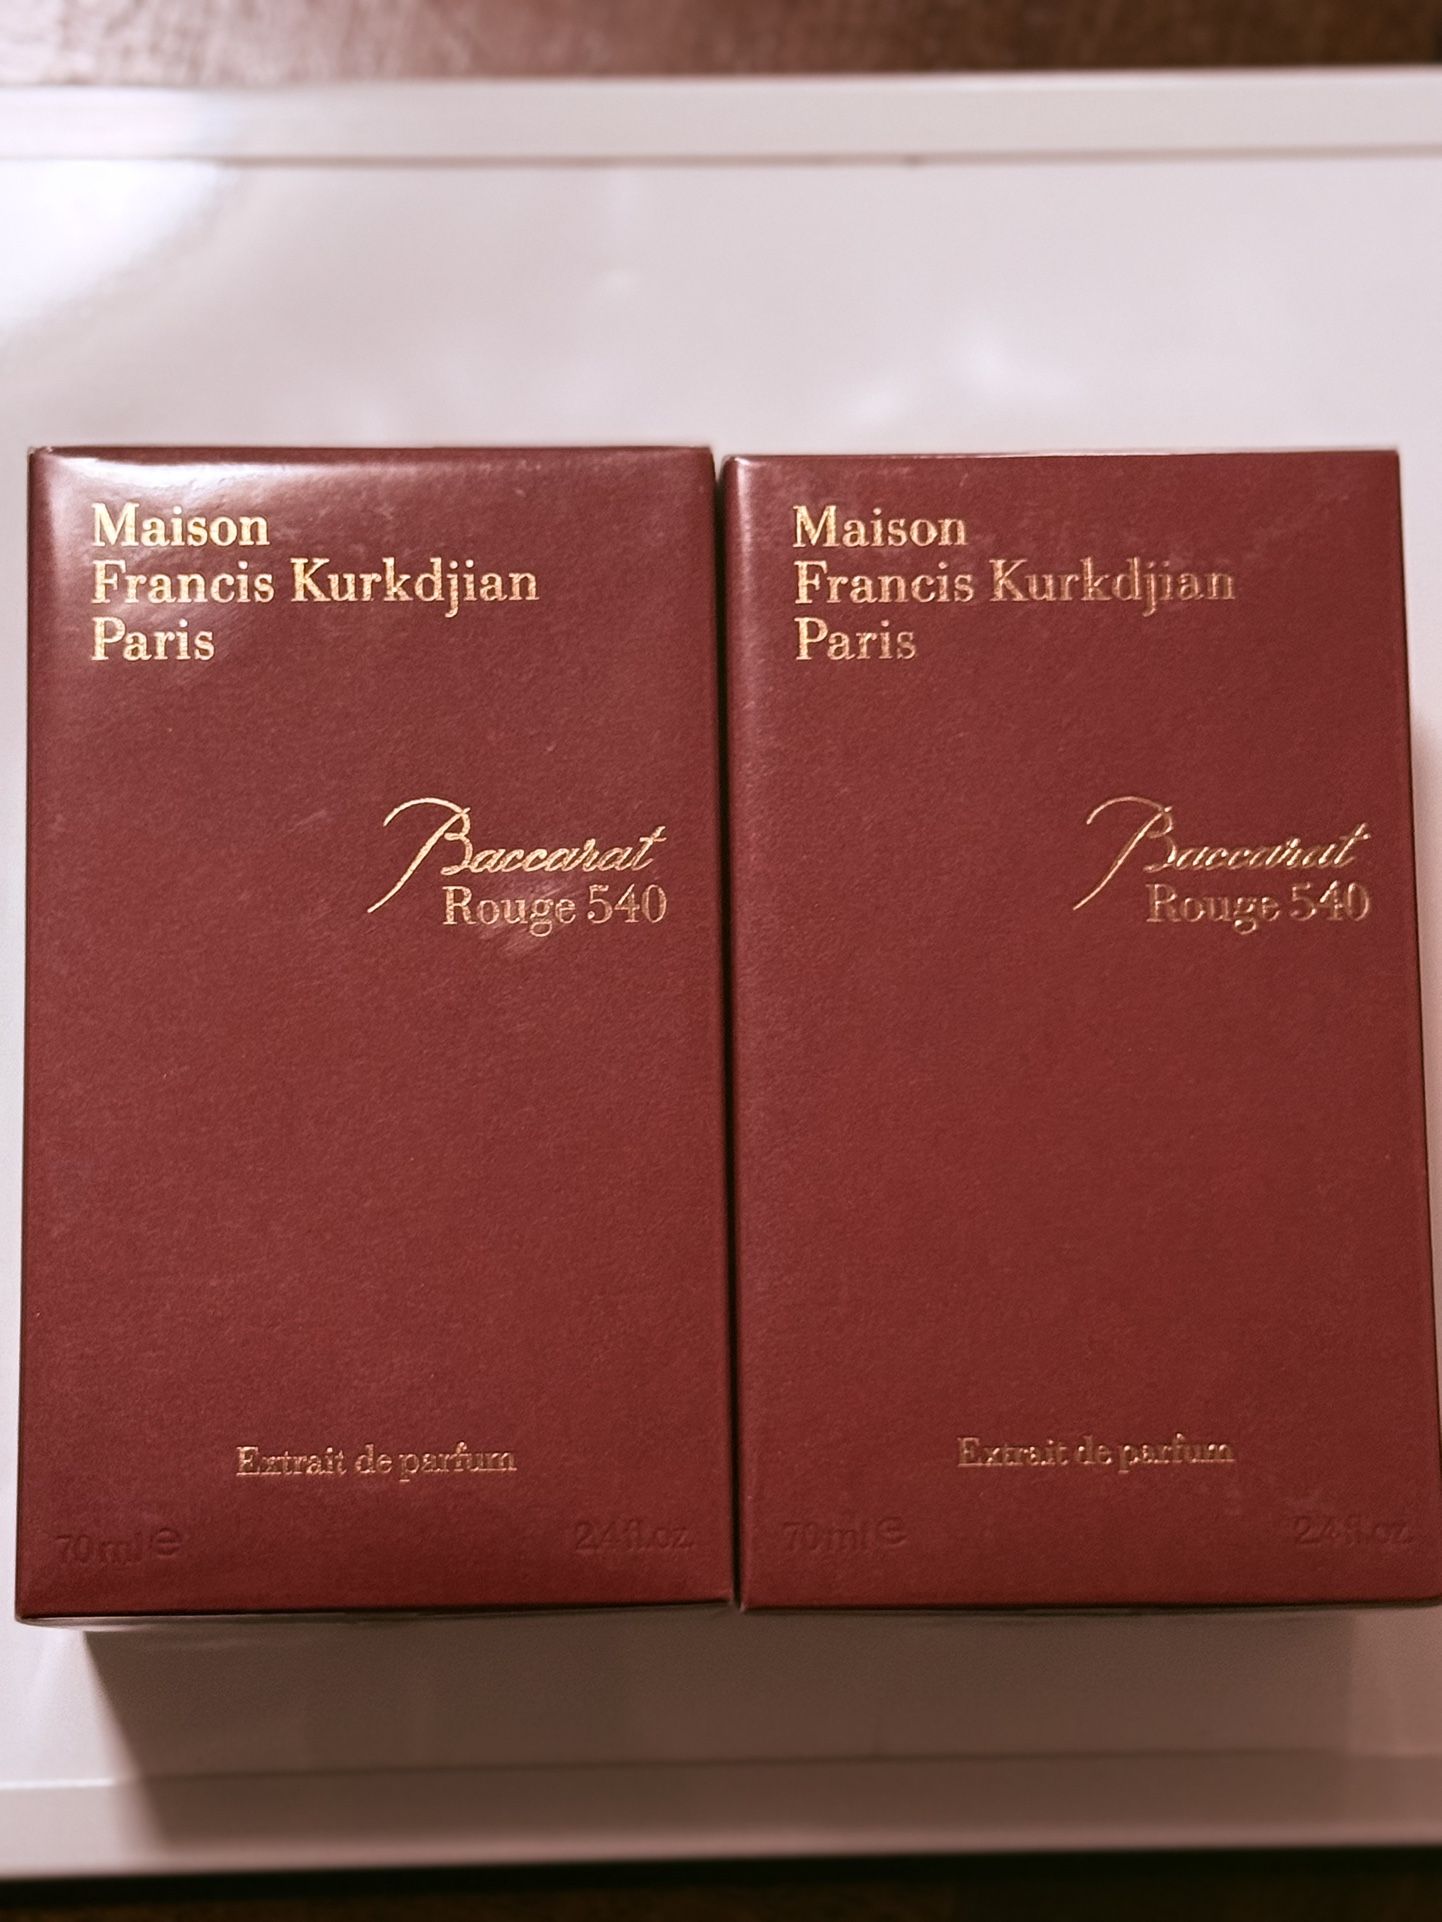 Maison
Francis Kurkdjian
Paris
Baccarat
Rouge 540
Extrait de parfum
70 ml ℮ 2.4 fl.oz.
Maison
Francis Kurkdjian
Paris
Baccarat
Rouge 540
Extrait de parfum
70 ml ℮ 2.4 fl.oz.